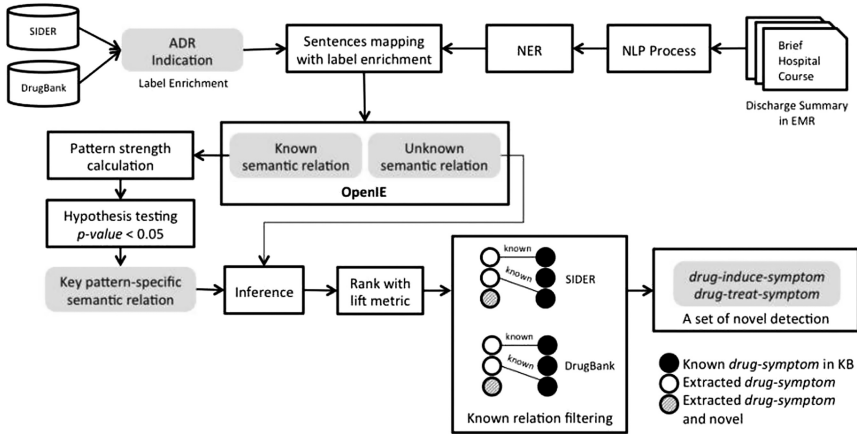 SIDER
DrugBank
ADR
Indication
Label Enrichment
Sentences mapping
with label enrichment
NER
NLP Process
Brief
Hospital
Course
Discharge Summary
in EMR
Pattern strength
calculation
Known
semantic relation
Unknown
semantic relation
OpenIE
Hypothesis testing
p-value < 0.05
Key pattern-specific
semantic relation
Inference
Rank with
lift metric
known
known
SIDER
known
known
DrugBank
Known relation filtering
drug-induce-symptom
drug-treat-symptom
A set of novel detection
Known drug-symptom in KB
Extracted drug-symptom
Extracted drug-symptom
and novel